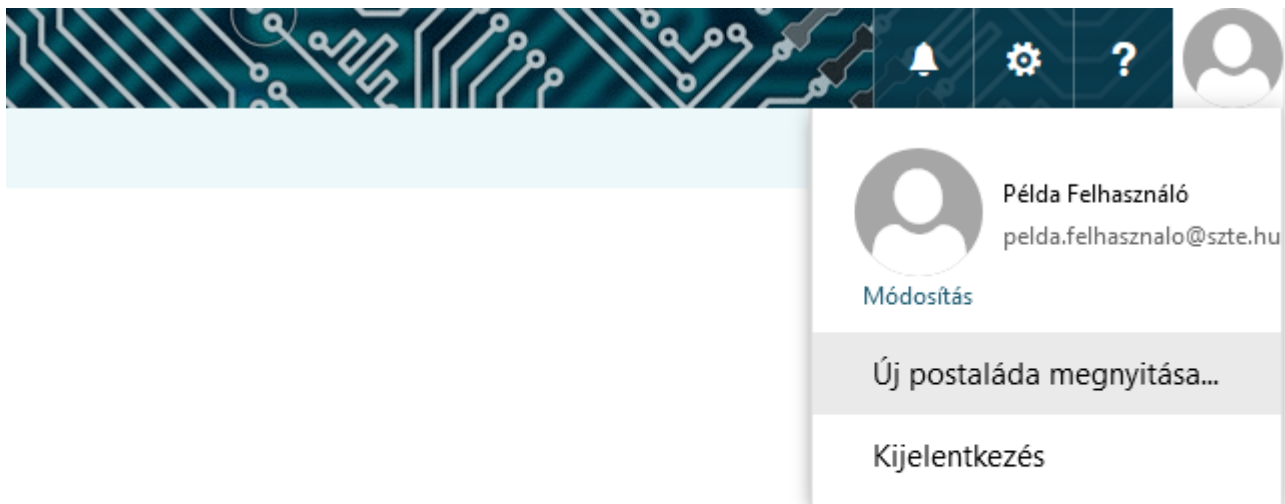 ?
Példa Felhasználó
pelda.felhasznalo@szte.hu
Módosítás
Új postaláda megnyitása...
Kijelentkezés